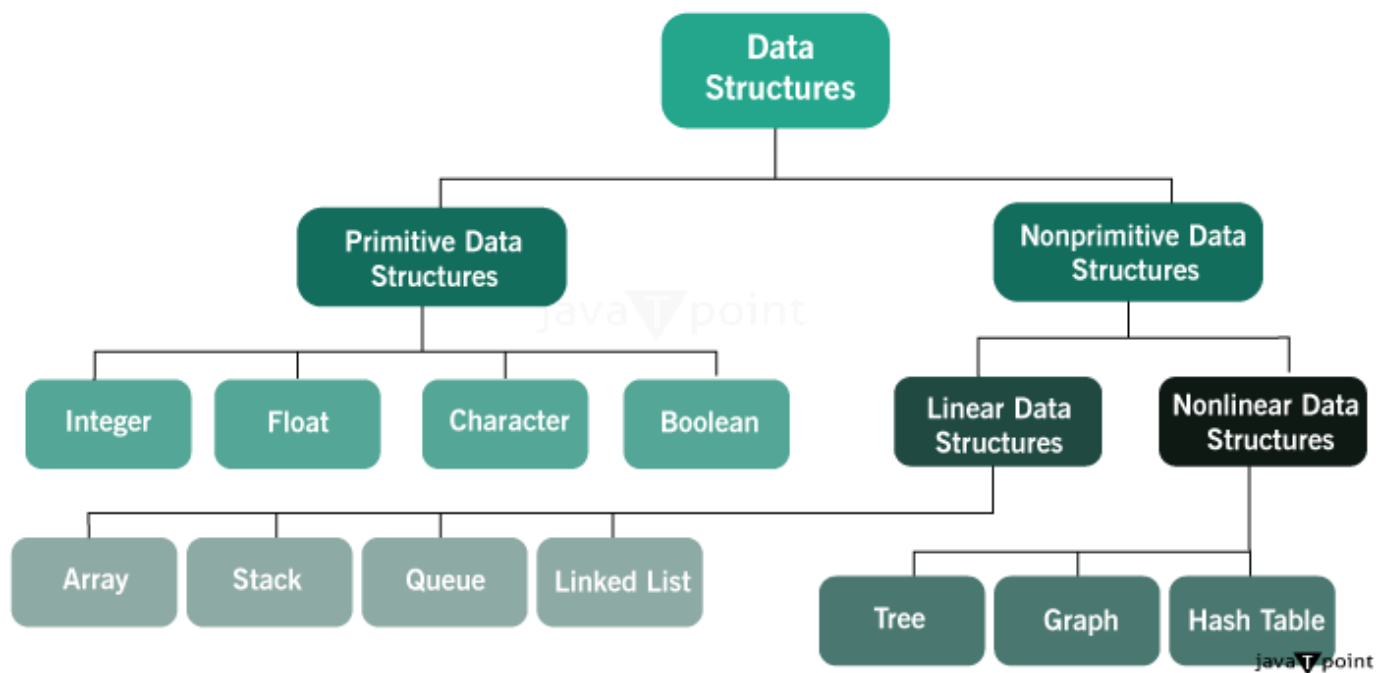 Data
Structures
Primitive Data
Structures
Nonprimitive Data
Structures
javaTpoint
Integer
Float
Character
Boolean
Linear Data
Structures
Nonlinear Data
Structures
Array
Stack
Queue
Linked List
Tree
Graph
Hash Table
javaTpoint